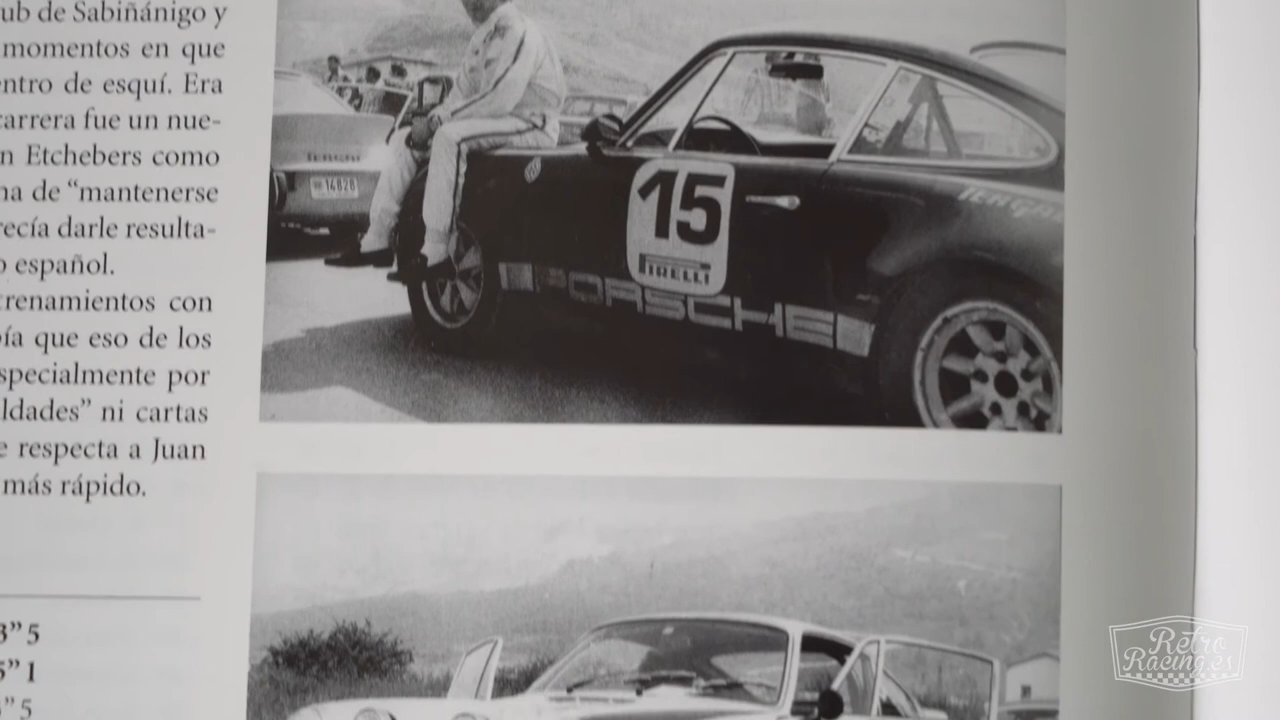 ub de Sabiñánigo y
momentos en que
entro de esquí. Era
carrera fue un nue-
n Etchebers como
na de “mantenerse
recía darle resulta-
o español.
trenamientos con
ía que eso de los
specialmente por
ldades” ni cartas
e respecta a Juan
más rápido.
3” 5
5” 1
” 5
14828
15
PIRELLI
PORSCHE
Retro
Racing.es